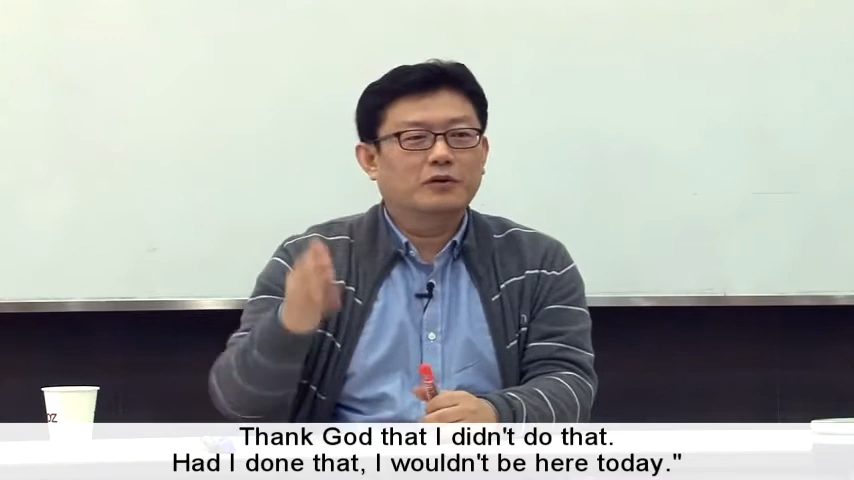 Thank God that I didn't do that.
Had I done that, I wouldn't be here today."